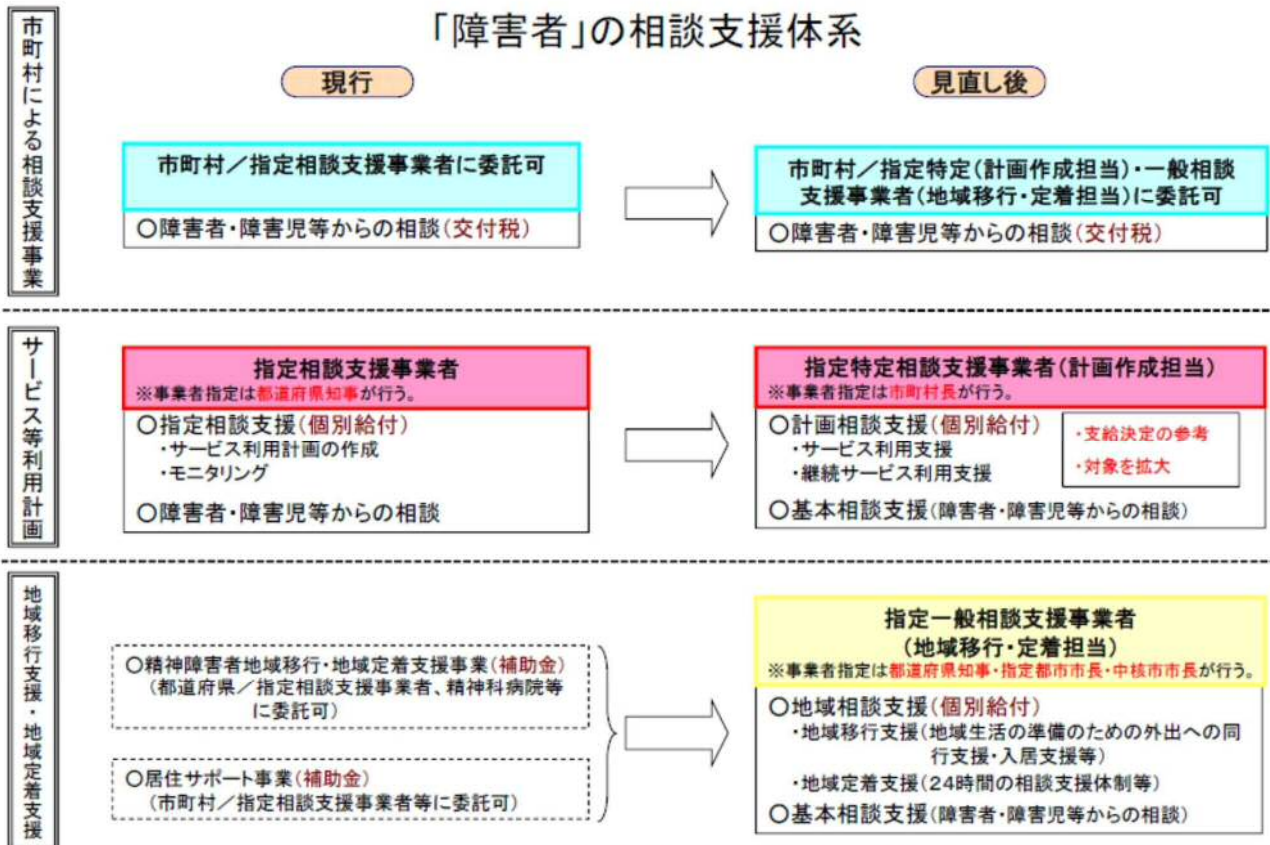 「障害者」の相談支援体系
現行
見直し後
市町村による相談支援事業
市町村／指定相談支援事業者に委託可
○障害者・障害児等からの相談(交付税)
市町村／指定特定(計画作成担当)・一般相談
支援事業者(地域移行・定着担当)に委託可
○障害者・障害児等からの相談(交付税)
サービス等利用計画
指定相談支援事業者
※事業者指定は都道府県知事が行う。
○指定相談支援(個別給付)
・サービス利用計画の作成
・モニタリング
○障害者・障害児等からの相談
指定特定相談支援事業者(計画作成担当)
※事業者指定は市町村長が行う。
○計画相談支援(個別給付)
・サービス利用支援
・継続サービス利用支援
・支給決定の参考
・対象を拡大
○基本相談支援(障害者・障害児等からの相談)
地域移行支援・地域定着支援
○精神障害者地域移行・地域定着支援事業(補助金)
(都道府県／指定相談支援事業者、精神科病院等
に委託可)
○居住サポート事業(補助金)
(市町村／指定相談支援事業者等に委託可)
指定一般相談支援事業者
(地域移行・定着担当)
※事業者指定は都道府県知事・指定都市市長・中核市市長が行う。
○地域相談支援(個別給付)
・地域移行支援(地域生活の準備のための外出への同
行支援・入居支援等)
・地域定着支援(24時間の相談支援体制等)
○基本相談支援(障害者・障害児等からの相談)